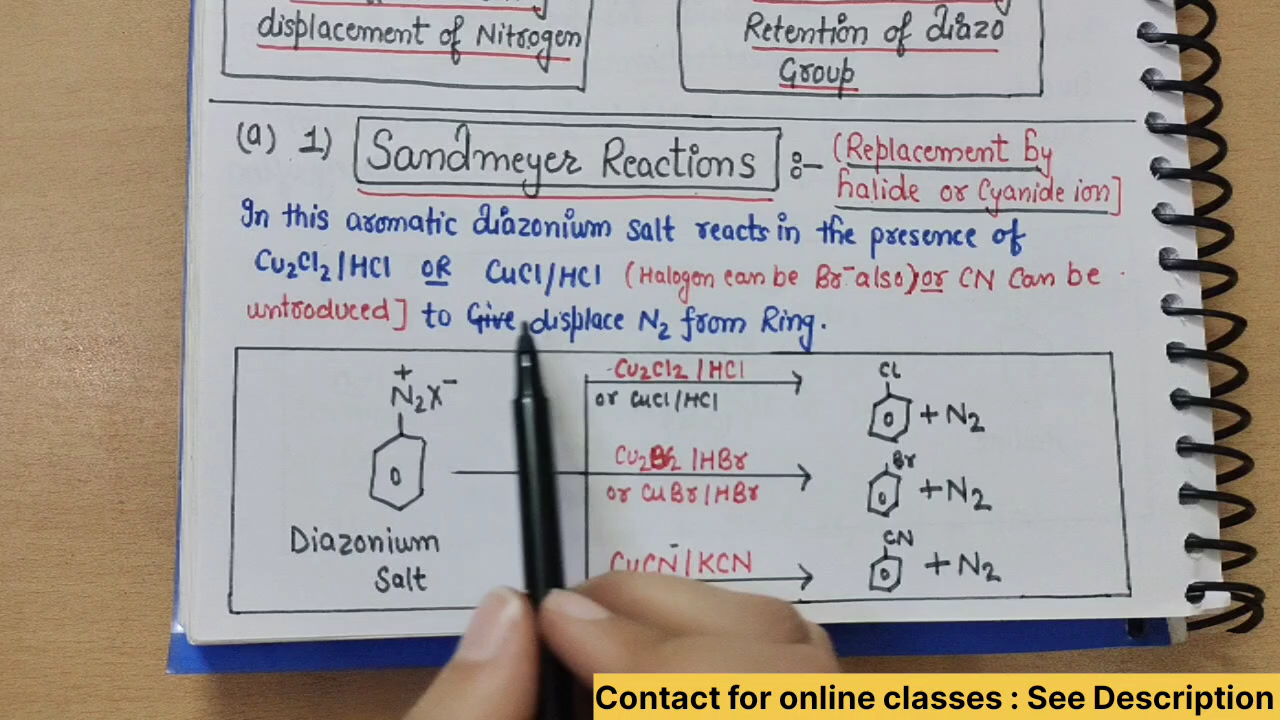 displacement of Nitrogen
Retention of diazo
Group
(a) 1) Sandmeyer Reactions :- (Replacement by
halide or Cyanide ion]
In this aromatic diazonium salt reacts in the presence of
Cu2Cl2/HCl OR CuCl/HCl (Halogen can be Br⁻ also) or CN Can be
untroduced] to Give displace N2 from Ring.
+
N2X⁻
Cu2Cl2 /HCl
or CuCl/HCl
Cl
+ N2
Cu2Br2 /HBr
or CuBr/HBr
Br
+N2
Diazonium
Salt
CuCN⁻/KCN
CN
+N2
Contact for online classes : See Description